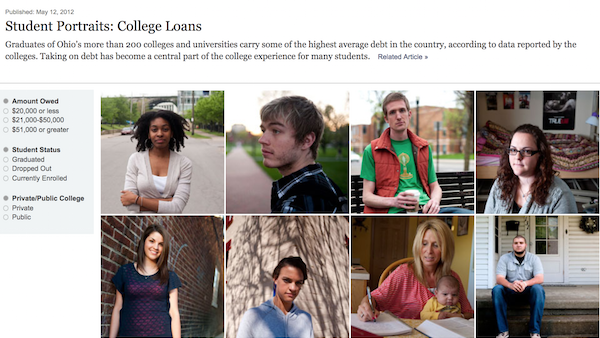 Published: May 12, 2012
Student Portraits: College Loans
Graduates of Ohio's more than 200 colleges and universities carry some of the highest average debt in the country, according to data reported by the
colleges. Taking on debt has become a central part of the college experience for many students. Related Article »
Amount Owed
$20,000 or less
$21,000-$50,000
$51,000 or greater
Student Status
Graduated
Dropped Out
Currently Enrolled
Private/Public College
Private
Public
TRUE